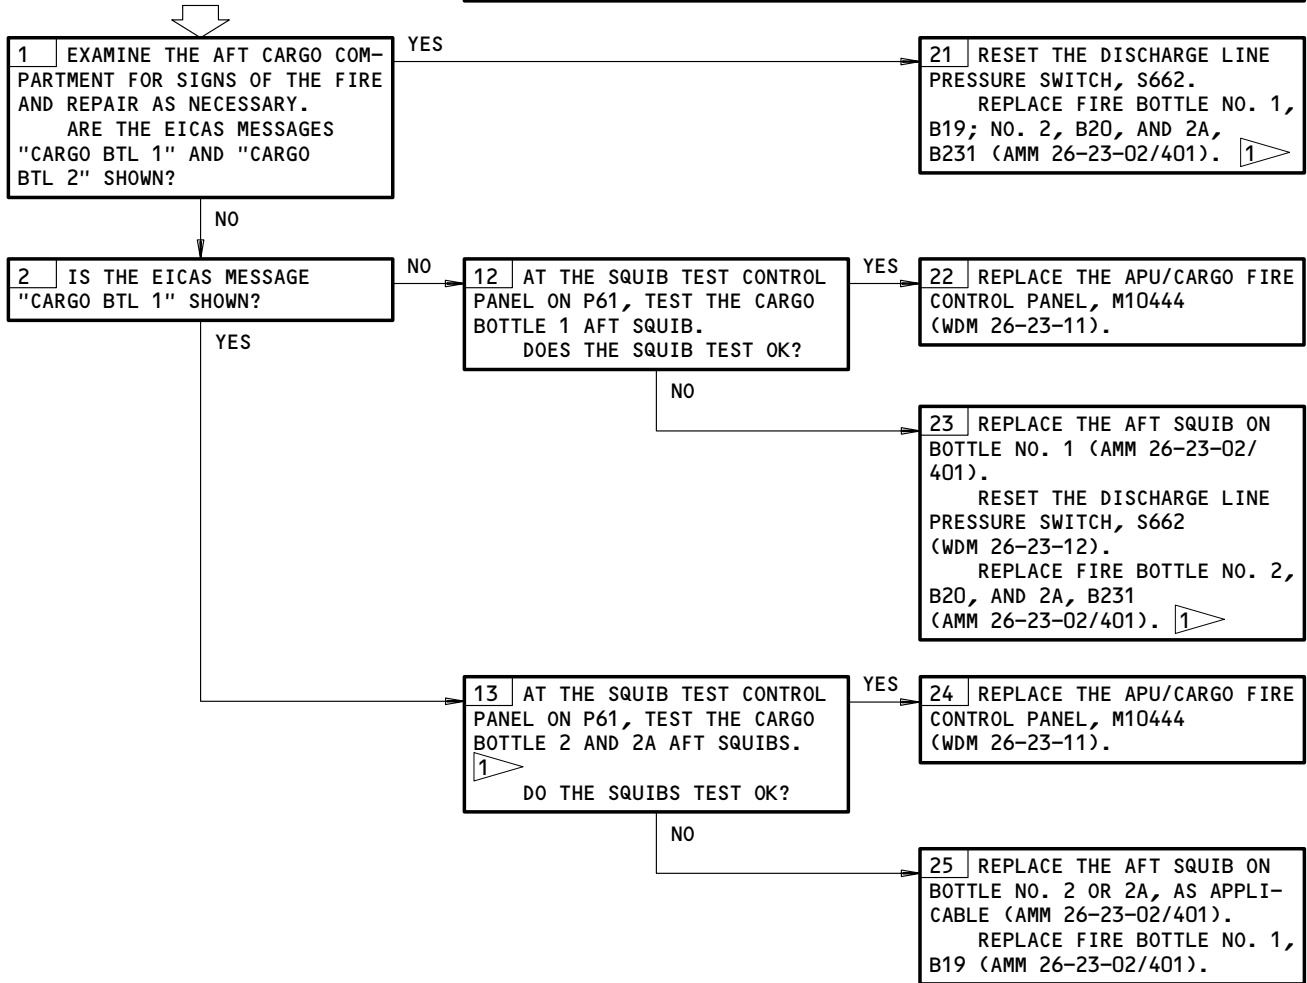 1 EXAMINE THE AFT CARGO COM-
PARTMENT FOR SIGNS OF THE FIRE
AND REPAIR AS NECESSARY.
ARE THE EICAS MESSAGES
"CARGO BTL 1" AND "CARGO
BTL 2" SHOWN?
YES
21 RESET THE DISCHARGE LINE
PRESSURE SWITCH, S662.
REPLACE FIRE BOTTLE NO. 1,
B19; NO. 2, B20, AND 2A,
B231 (AMM 26-23-02/401). 1
NO
2 IS THE EICAS MESSAGE
"CARGO BTL 1" SHOWN?
NO
12 AT THE SQUIB TEST CONTROL
PANEL ON P61, TEST THE CARGO
BOTTLE 1 AFT SQUIB.
DOES THE SQUIB TEST OK?
YES
22 REPLACE THE APU/CARGO FIRE
CONTROL PANEL, M10444
(WDM 26-23-11).
YES
NO
23 REPLACE THE AFT SQUIB ON
BOTTLE NO. 1 (AMM 26-23-02/
401).
RESET THE DISCHARGE LINE
PRESSURE SWITCH, S662
(WDM 26-23-12).
REPLACE FIRE BOTTLE NO. 2,
B20, AND 2A, B231
(AMM 26-23-02/401). 1
13 AT THE SQUIB TEST CONTROL
PANEL ON P61, TEST THE CARGO
BOTTLE 2 AND 2A AFT SQUIBS.
1
DO THE SQUIBS TEST OK?
YES
24 REPLACE THE APU/CARGO FIRE
CONTROL PANEL, M10444
(WDM 26-23-11).
NO
25 REPLACE THE AFT SQUIB ON
BOTTLE NO. 2 OR 2A, AS APPLI-
CABLE (AMM 26-23-02/401).
REPLACE FIRE BOTTLE NO. 1,
B19 (AMM 26-23-02/401).